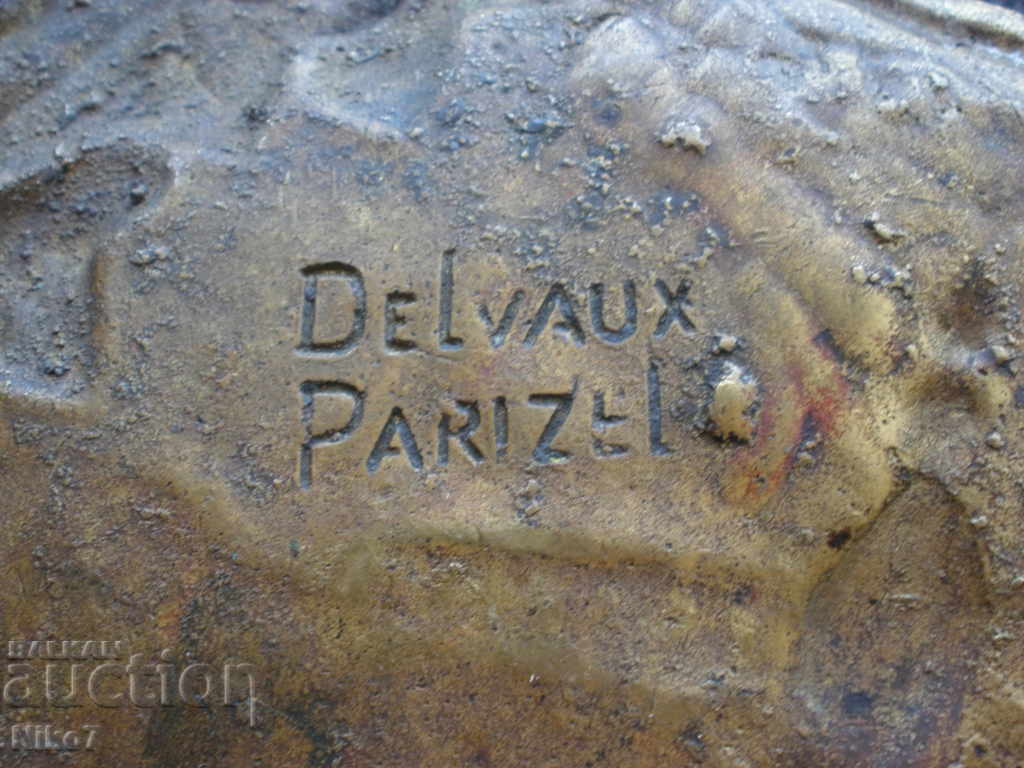 DELVAUX
PARIZEL
BALKAN
auction
Niko7